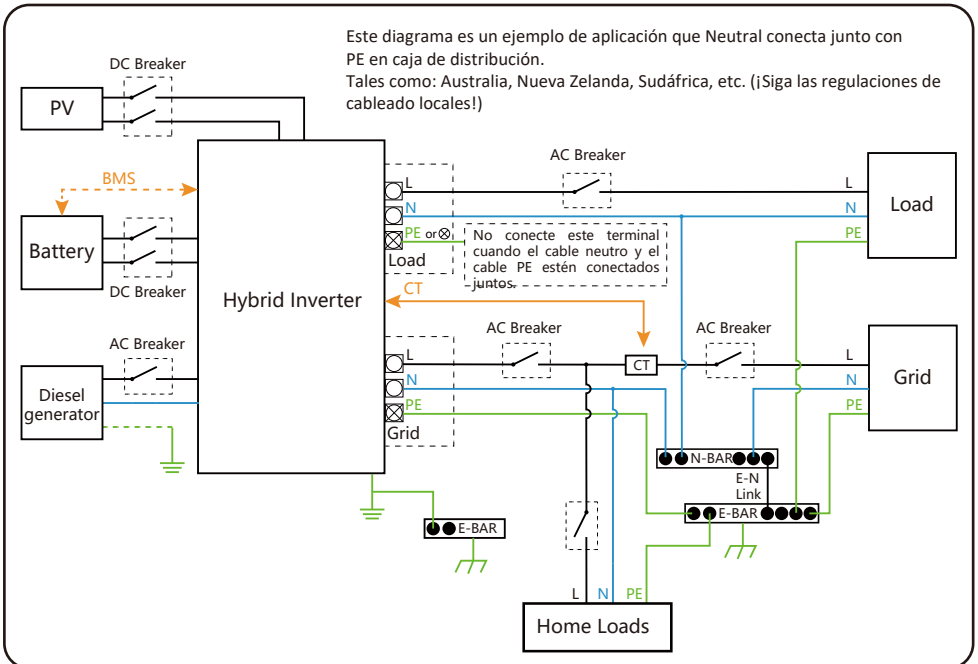 Este diagrama es un ejemplo de aplicación que Neutral conecta junto con
PE en caja de distribución.
Tales como: Australia, Nueva Zelanda, Sudáfrica, etc. (¡Siga las regulaciones de
cableado locales!)
DC Breaker
PV
BMS
Battery
DC Breaker
AC Breaker
Diesel
generator
Hybrid Inverter
L
N
PE or
Load
No conecte este terminal
cuando el cable neutro y el
cable PE estén conectados
juntos.
AC Breaker
L
N
PE
Load
CT
AC Breaker
CT
AC Breaker
L
N
PE
Grid
L
N
PE
Grid
N-BAR
E-N
Link
E-BAR
E-BAR
L
N
PE
Home Loads